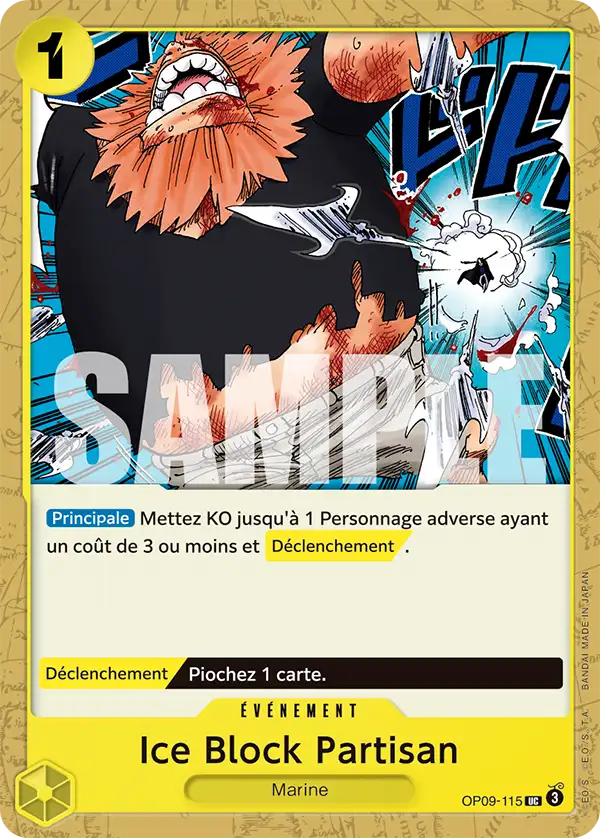 1
SAMPLE
Principale Mettez KO jusqu'à 1 Personnage adverse ayant
un coût de 3 ou moins et Déclenchement .
Déclenchement Piochez 1 carte.
ÉVÉNEMENT
Ice Block Partisan
Marine
OP09-115 UC 3
©E.O./S. ©E.O./S.,T.A. BANDAI MADE IN JAPAN